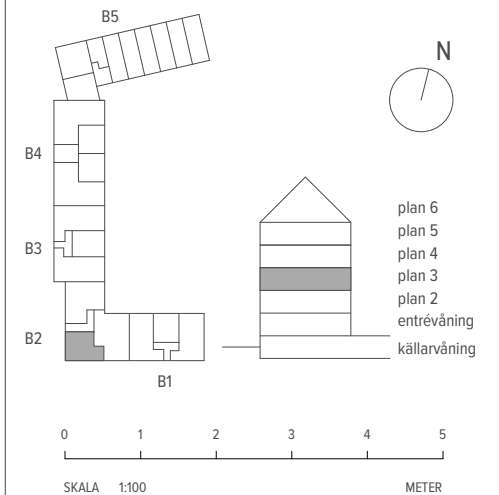 B5
N
B4
B3
B2
B1
plan 6
plan 5
plan 4
plan 3
plan 2
entrévåning
källarvåning
0 1 2 3 4 5
SKALA 1:100 METER